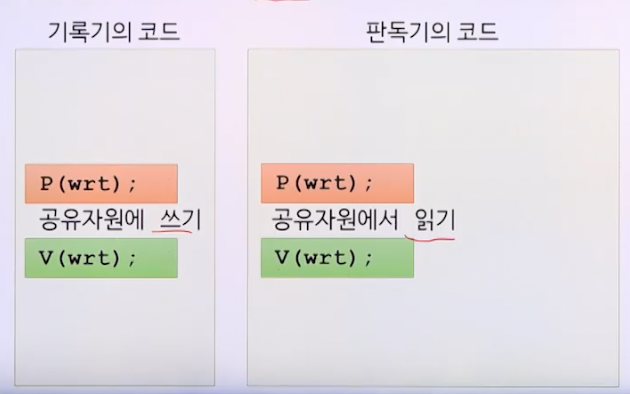 기록기의 코드
P(wrt);
공유자원에 쓰기
V(wrt);
판독기의 코드
P(wrt);
공유자원에서 읽기
V(wrt);